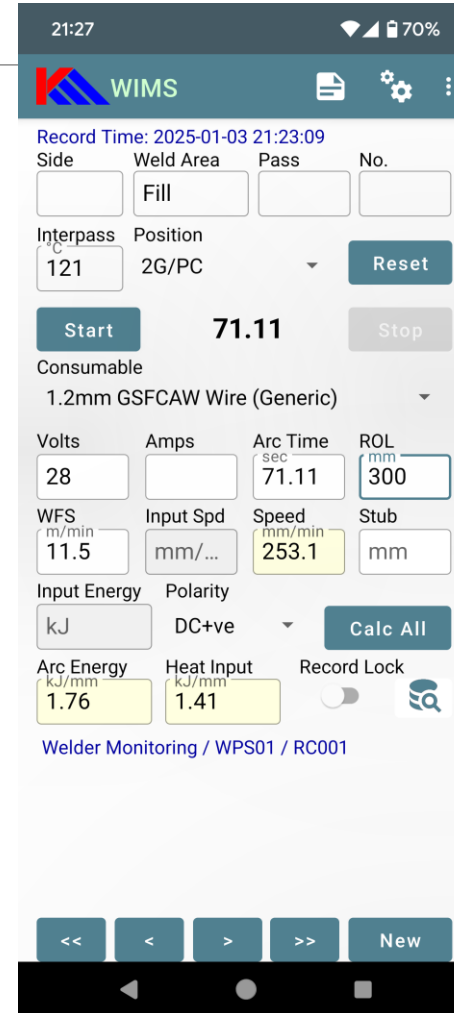 21:27 70%
WIMS
Record Time: 2025-01-03 21:23:09
Side Weld Area Pass No.
Fill
Interpass Position
°C
121 2G/PC Reset
Start 71.11 Stop
Consumable
1.2mm GSFCAW Wire (Generic)
Volts Amps Arc Time ROL
sec mm
28 71.11 300
WFS Input Spd Speed Stub
m/min mm/min
11.5 mm/... 253.1 mm
Input Energy Polarity
kJ DC+ve Calc All
Arc Energy Heat Input Record Lock
kJ/mm kJ/mm
1.76 1.41
Welder Monitoring / WPS01 / RC001
<< < > >> New